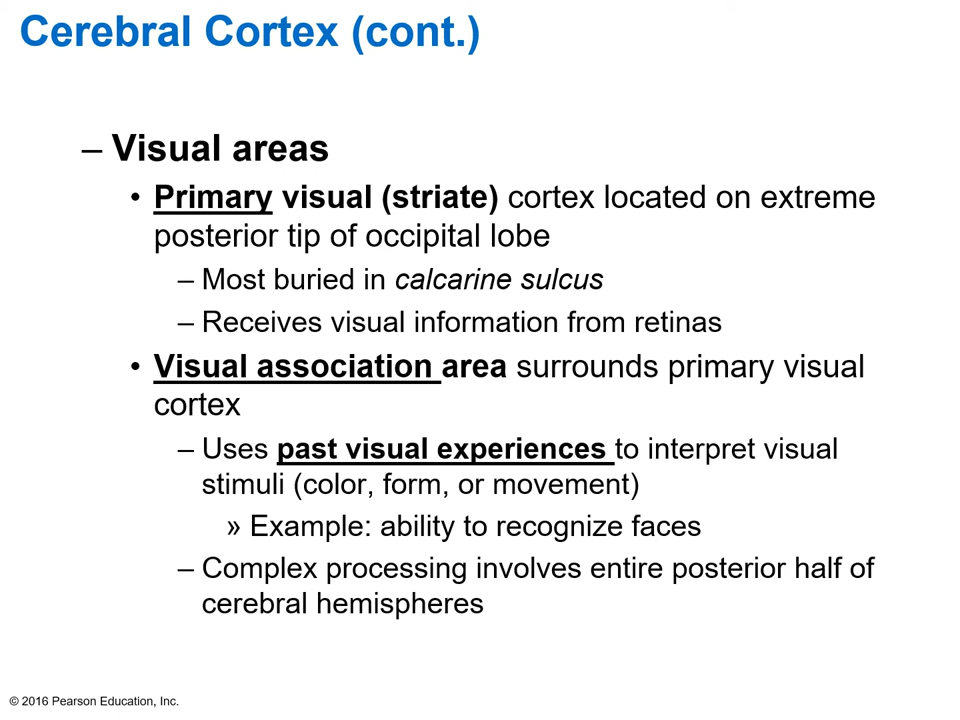 Cerebral Cortex (cont.)
– Visual areas
• Primary visual (striate) cortex located on extreme
posterior tip of occipital lobe
– Most buried in calcarine sulcus
– Receives visual information from retinas
• Visual association area surrounds primary visual
cortex
– Uses past visual experiences to interpret visual
stimuli (color, form, or movement)
» Example: ability to recognize faces
– Complex processing involves entire posterior half of
cerebral hemispheres
© 2016 Pearson Education, Inc.